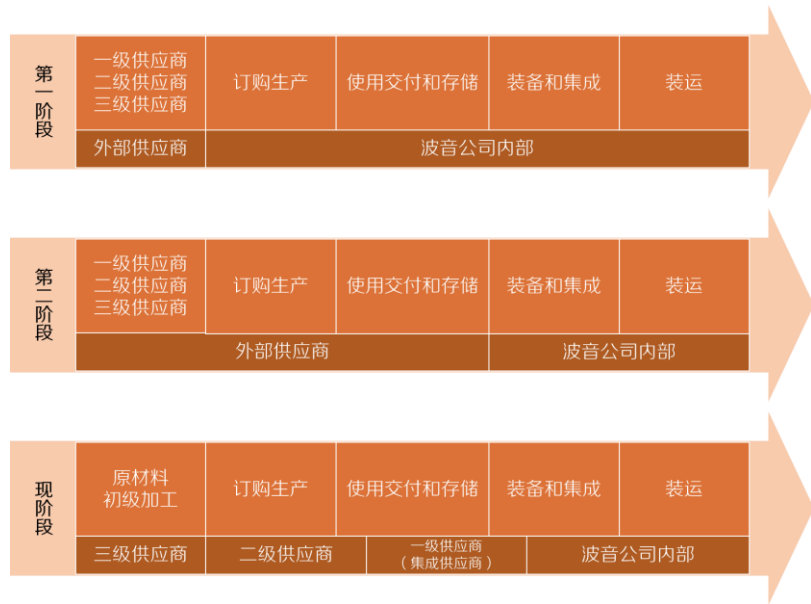 第一阶段
一级供应商
二级供应商
三级供应商
订购生产
使用交付和存储
装备和集成
装运
外部供应商
波音公司内部
第二阶段
一级供应商
二级供应商
三级供应商
订购生产
使用交付和存储
装备和集成
装运
外部供应商
波音公司内部
现阶段
原材料
初级加工
订购生产
使用交付和存储
装备和集成
装运
三级供应商
二级供应商
一级供应商
（集成供应商）
波音公司内部